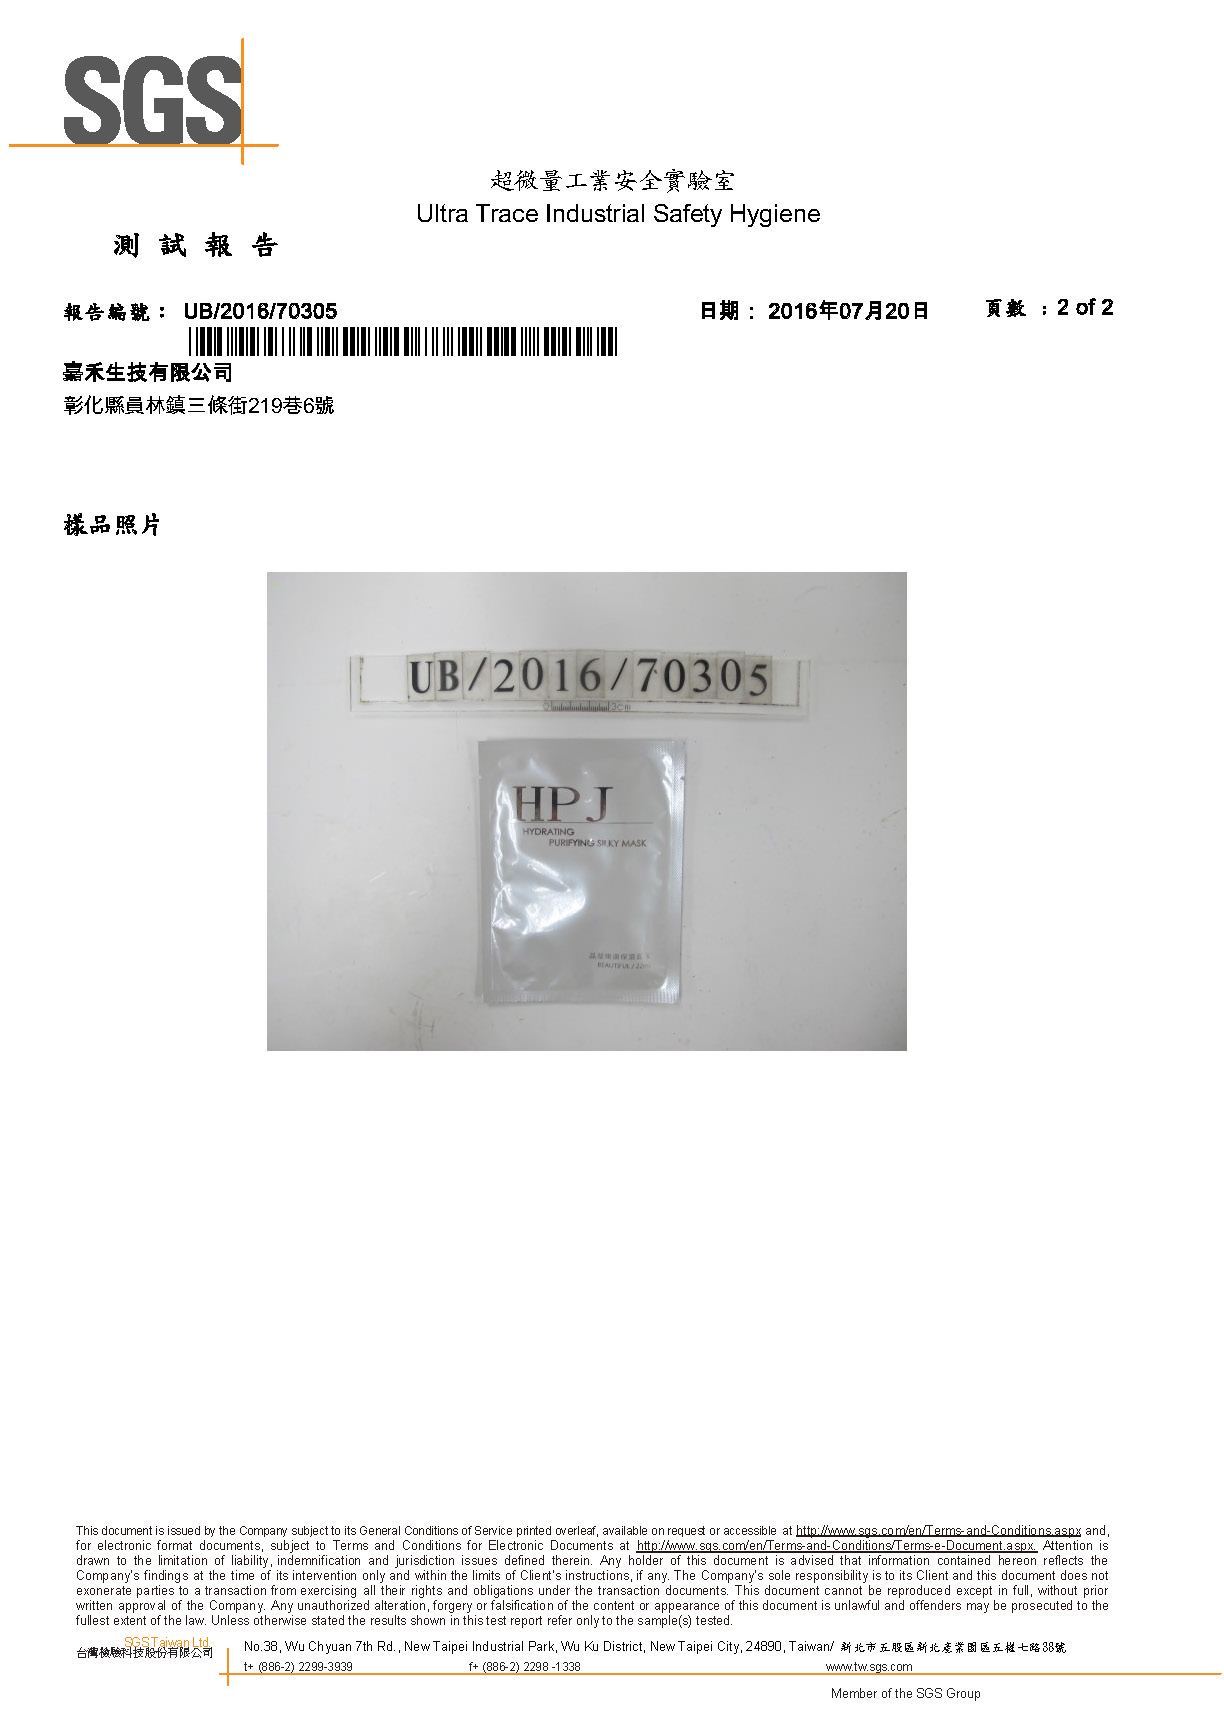 SGS
超微量工業安全實驗室
Ultra Trace Industrial Safety Hygiene
測 試 報 告
報告編號： UB/2016/70305 日期： 2016年07月20日 頁數 ：2 of 2
嘉禾生技有限公司
彰化縣員林鎮三條街219巷6號
樣品照片
UB/2016/70305
0 3cm
HPJ
HYDRATING
PURIFYING SILKY MASK
BEAUTIFUL / 22ml
This document is issued by the Company subject to its General Conditions of Service printed overleaf, available on request or accessible at http://www.sgs.com/en/Terms-and-Conditions.aspx and,
for electronic format documents, subject to Terms and Conditions for Electronic Documents at http://www.sgs.com/en/Terms-and-Conditions/Terms-e-Document.aspx. Attention is
drawn to the limitation of liability, indemnification and jurisdiction issues defined therein. Any holder of this document is advised that information contained hereon reflects the
Company's findings at the time of its intervention only and within the limits of Client's instructions, if any. The Company's sole responsibility is to its Client and this document does not
exonerate parties to a transaction from exercising all their rights and obligations under the transaction documents. This document cannot be reproduced except in full, without prior
written approval of the Company. Any unauthorized alteration, forgery or falsification of the content or appearance of this document is unlawful and offenders may be prosecuted to the
fullest extent of the law. Unless otherwise stated the results shown in this test report refer only to the sample(s) tested.
SGS Taiwan Ltd.
台灣檢驗科技股份有限公司
No.38, Wu Chyuan 7th Rd., New Taipei Industrial Park, Wu Ku District, New Taipei City, 24890, Taiwan/ 新北市五股區新北產業園區五權七路38號
t+ (886-2) 2299-3939 f+ (886-2) 2298-1338 www.tw.sgs.com
Member of the SGS Group